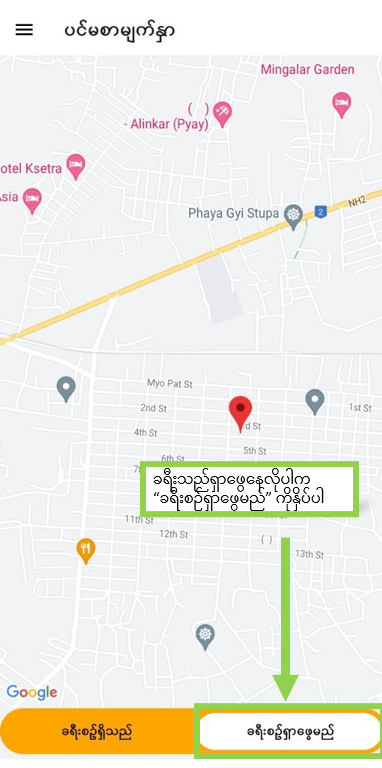 ပင်မစာမျက်နှာ
Mingalar Garden
( )
- Alinkar (Pyay)
otel Ksetra
Asia
Phaya Gyi Stupa
2
NH2
Myo Pat St
2nd St
1st St
d St
4th St
5th St
6th St
7
ခရီးသည်ရှာဖွေနေလိုပါက
“ခရီးစဉ်ရှာဖွေမည်” ကိုနှိပ်ပါ
11th St
12th St
( )
13th St
Google
ခရီးစဉ်ရှိသည်
ခရီးစဉ်ရှာဖွေမည်